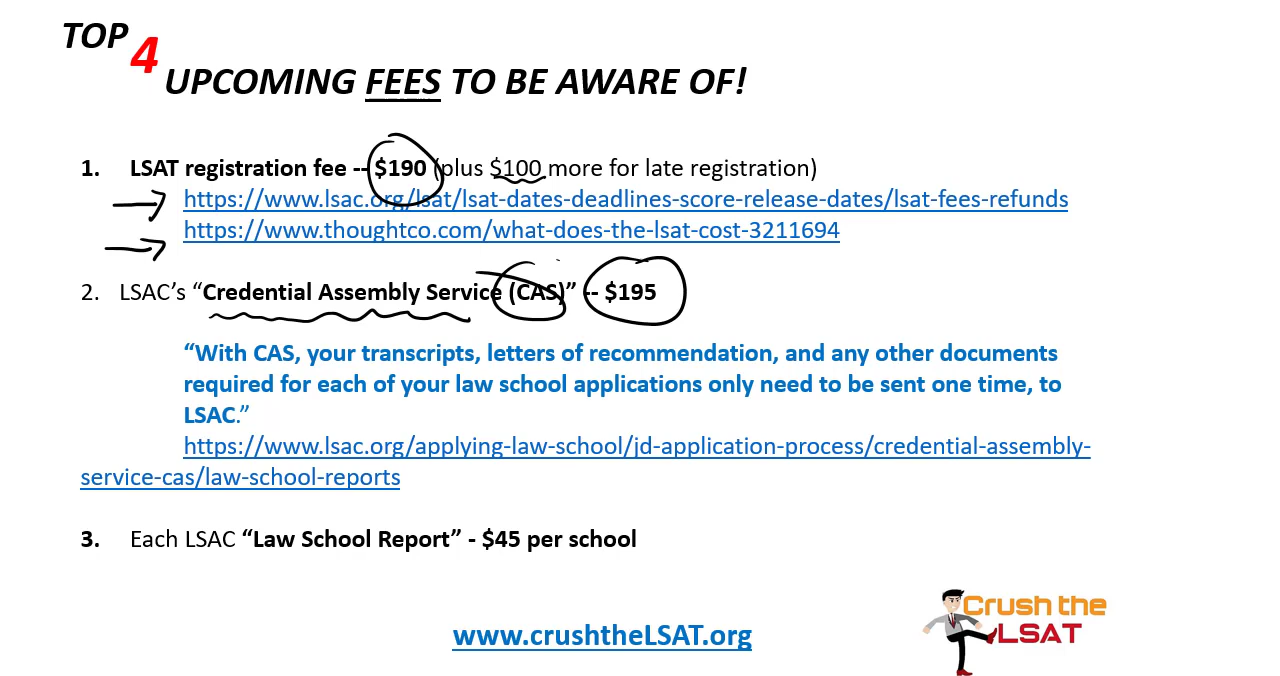 TOP 4
UPCOMING FEES TO BE AWARE OF!
1. LSAT registration fee -- $190 (plus $100 more for late registration)
https://www.lsac.org/lsat/lsat-dates-deadlines-score-release-dates/lsat-fees-refunds
https://www.thoughtco.com/what-does-the-lsat-cost-3211694
2. LSAC’s “Credential Assembly Service (CAS)” -- $195
“With CAS, your transcripts, letters of recommendation, and any other documents
required for each of your law school applications only need to be sent one time, to
LSAC.”
https://www.lsac.org/applying-law-school/jd-application-process/credential-assembly-
service-cas/law-school-reports
3. Each LSAC “Law School Report” - $45 per school
www.crushtheLSAT.org
Crush the
LSAT